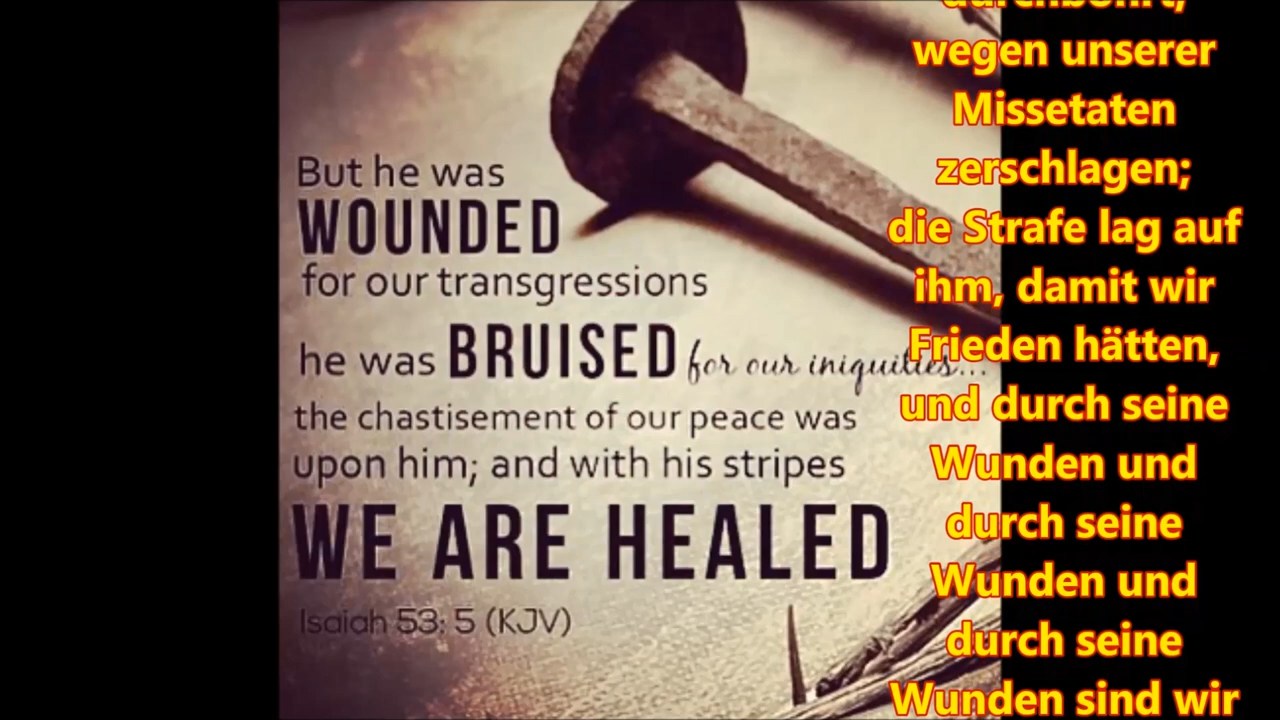 But he was
WOUNDED
for our transgressions
he was BRUISED for our iniquities...
the chastisement of our peace was
upon him; and with his stripes
WE ARE HEALED
Isaiah 53: 5 (KJV)
durchbohrt,
wegen unserer
Missetaten
zerschlagen;
die Strafe lag auf
ihm, damit wir
Frieden hätten,
und durch seine
Wunden und
durch seine
Wunden und
durch seine
Wunden sind wir